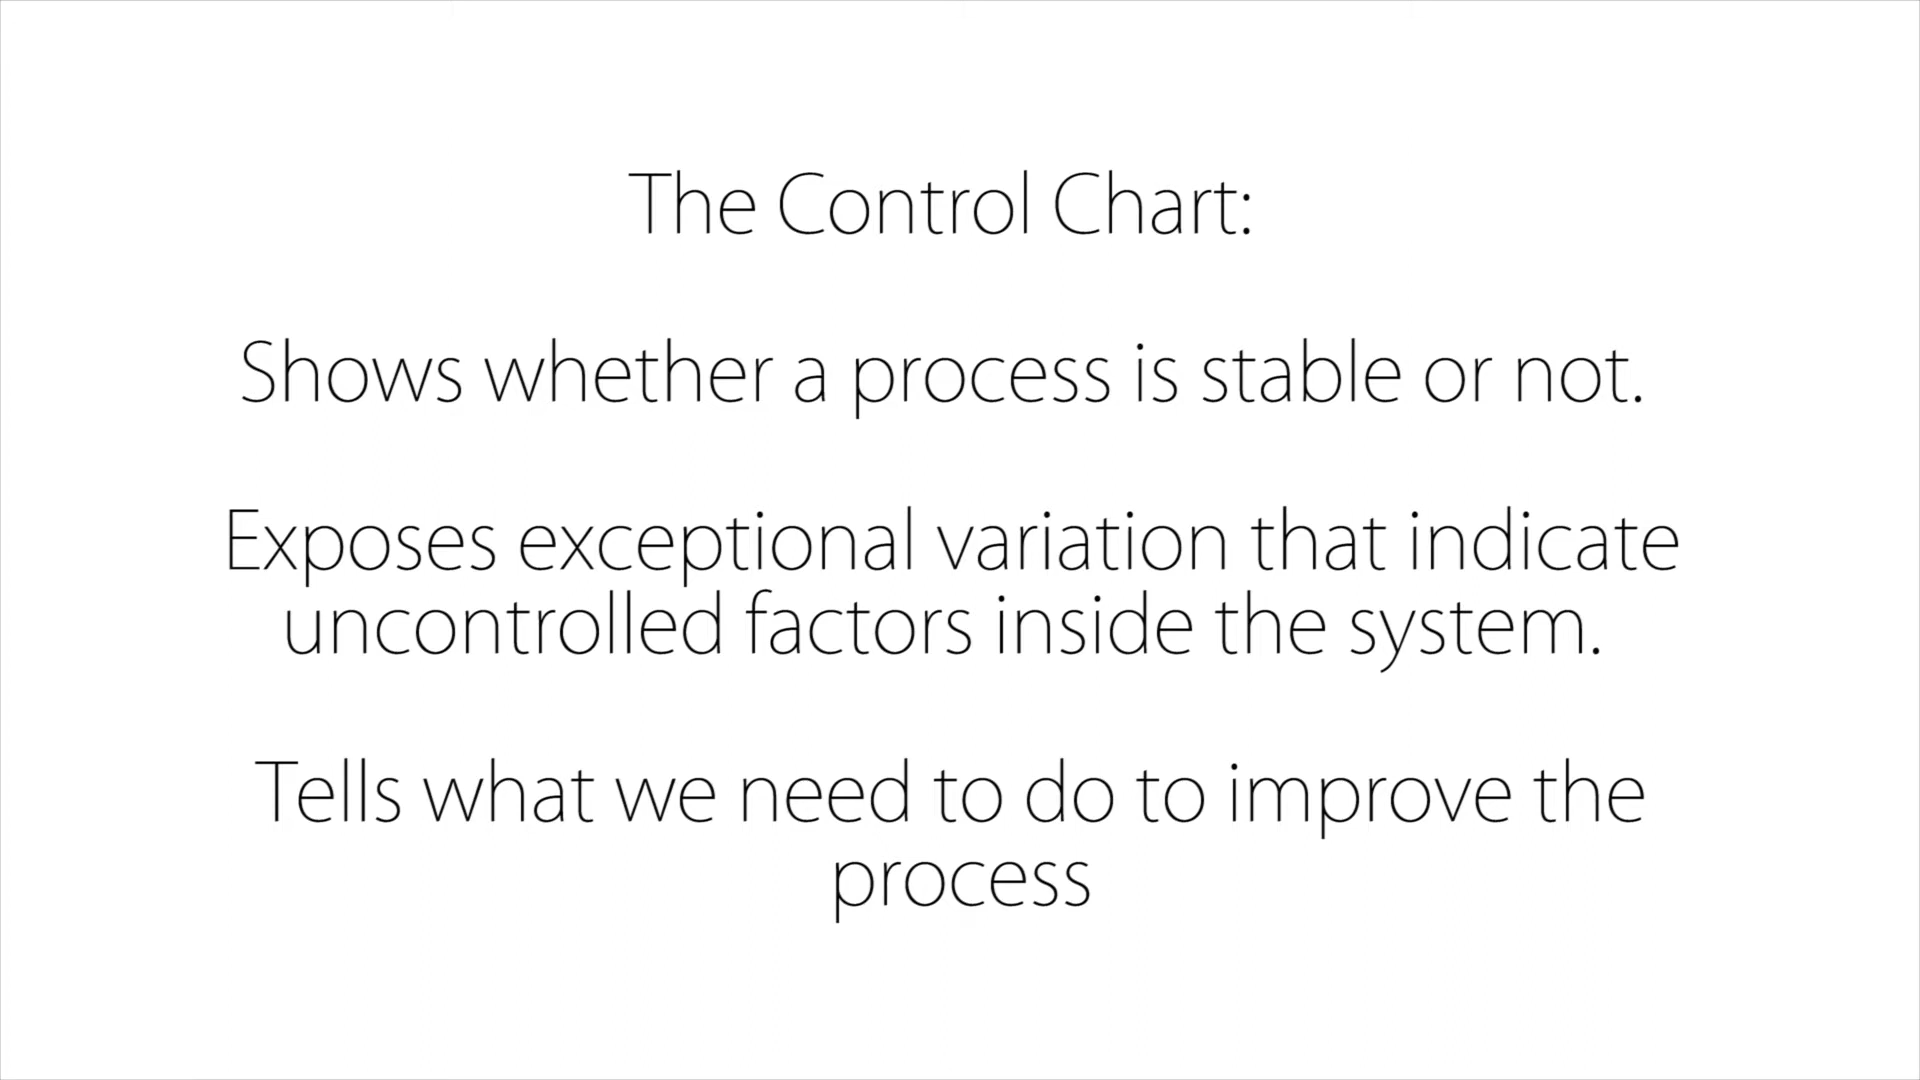 The Control Chart:
Shows whether a process is stable or not.
Exposes exceptional variation that indicate
uncontrolled factors inside the system.
Tells what we need to do to improve the
process